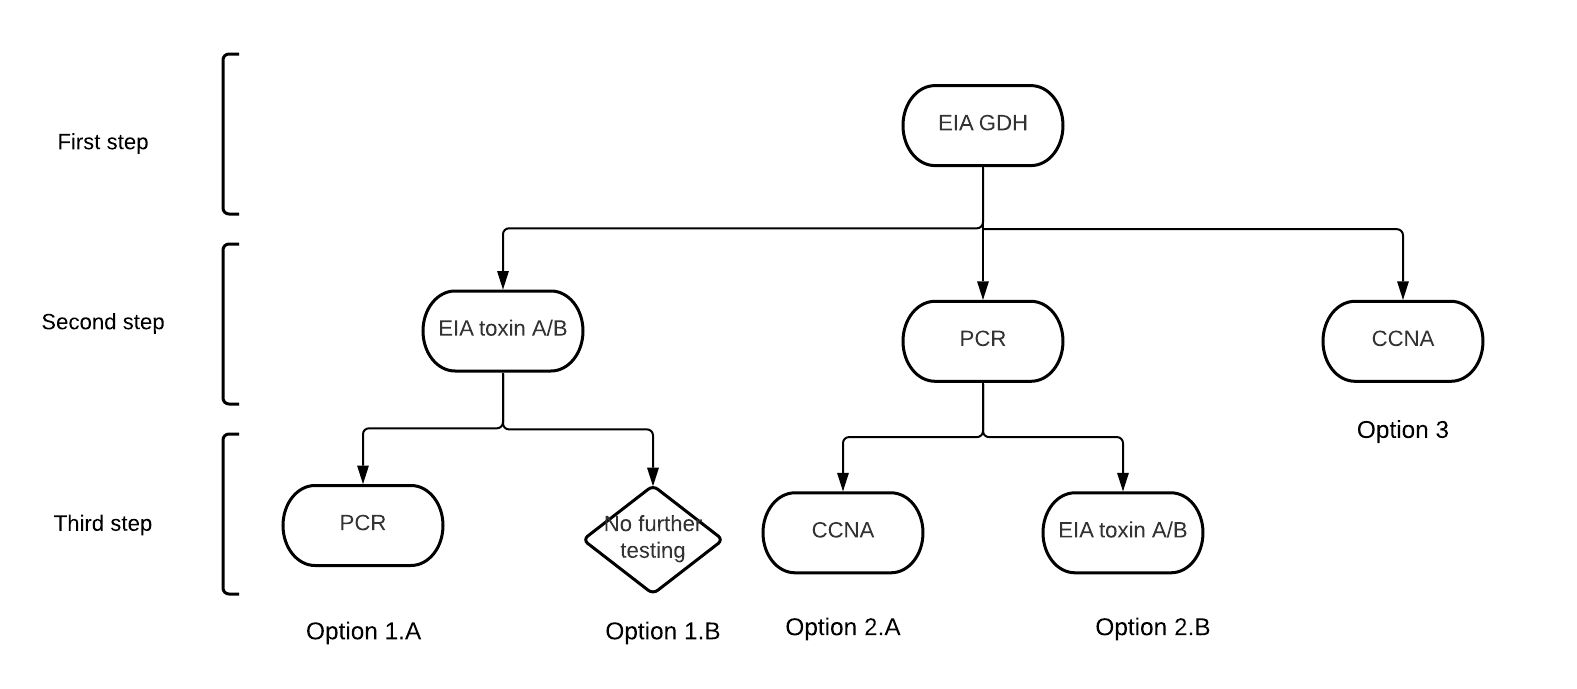 EIA GDH
First step
Second step
EIA toxin A/B
PCR
CCNA
Option 3
Third step
PCR
No further
testing
CCNA
EIA toxin A/B
Option 1.A
Option 1.B
Option 2.A
Option 2.B